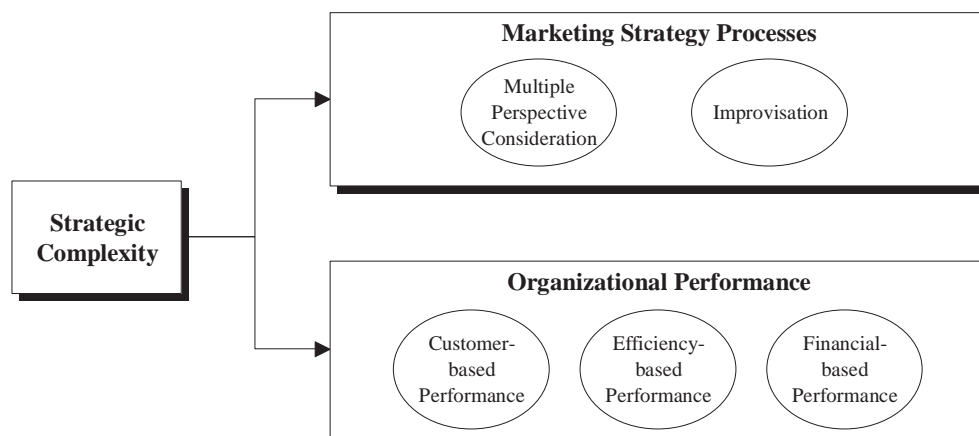 Marketing Strategy Processes
Multiple
Perspective
Consideration
Improvisation
Strategic
Complexity
Organizational Performance
Customer-
based
Performance
Efficiency-
based
Performance
Financial-
based
Performance